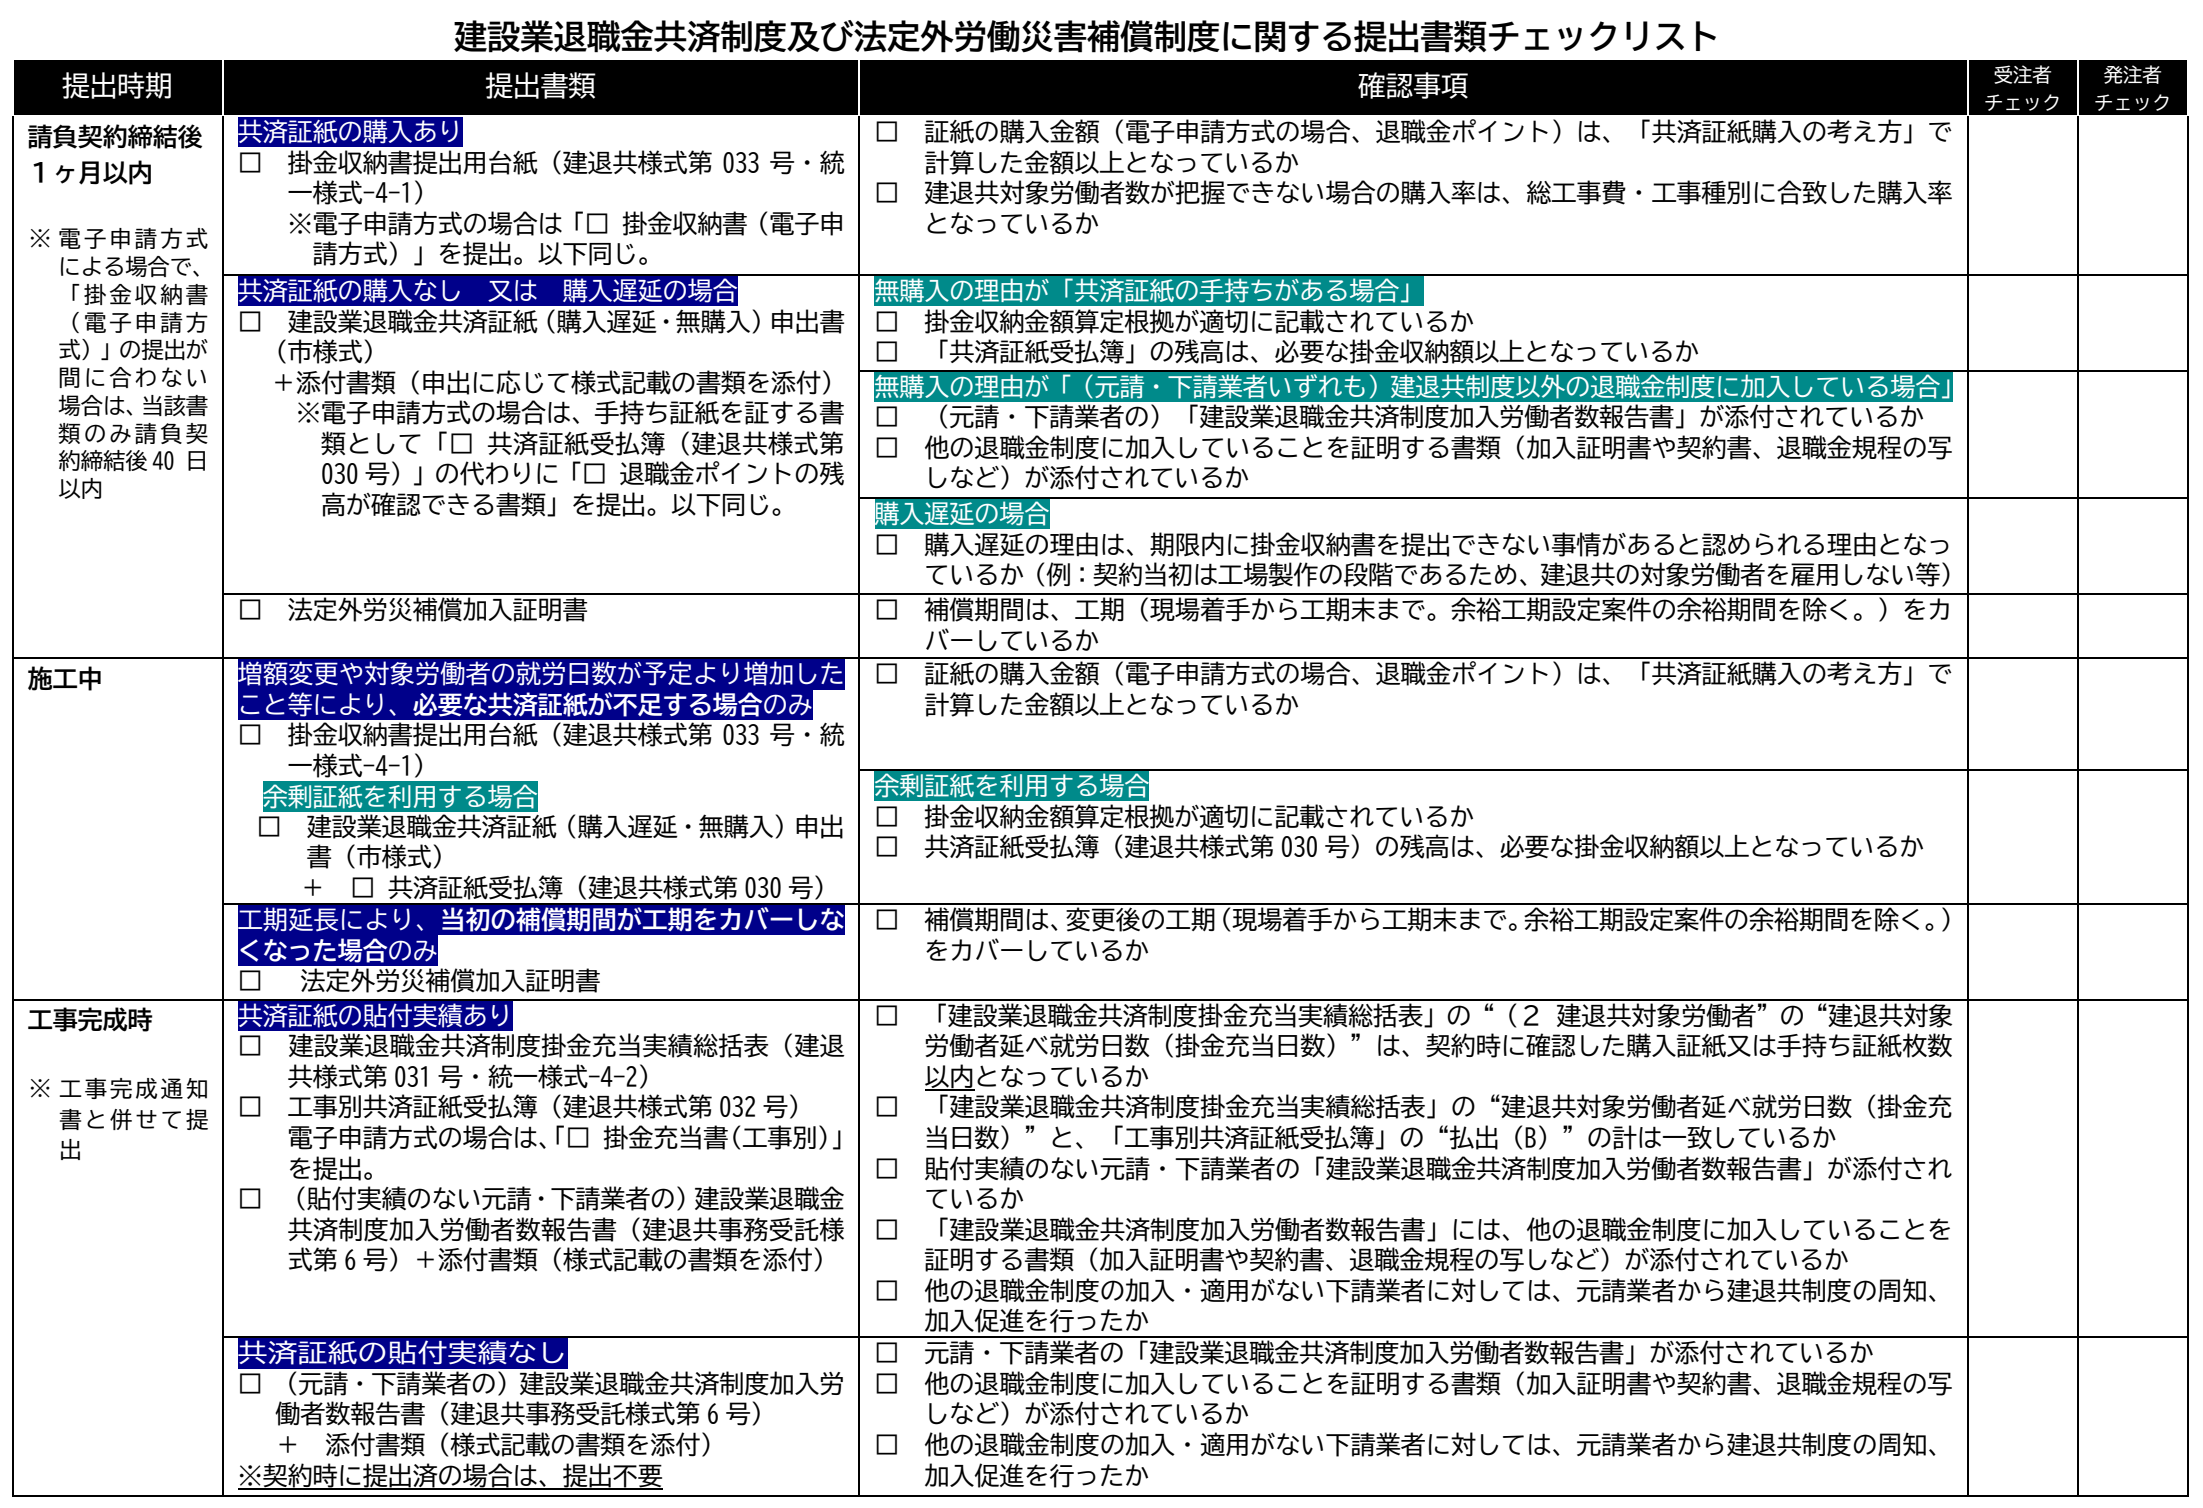 建設業退職金共済制度及び法定外労働災害補償制度に関する提出書類チェックリスト
提出時期
提出書類
確認事項
受注者
チェック
発注者
チェック
請負契約締結後
１ヶ月以内
※ 電子申請方式
による場合で、
「掛金収納書
（電子申請方
式）」の提出が
間に合わない
場合は、当該書
類のみ請負契
約締結後 40 日
以内
共済証紙の購入あり
□ 掛金収納書提出用台紙（建退共様式第 033 号・統
一様式-4-1）
※電子申請方式の場合は「□ 掛金収納書（電子申
請方式）」を提出。以下同じ。
□ 証紙の購入金額（電子申請方式の場合、退職金ポイント）は、「共済証紙購入の考え方」で
計算した金額以上となっているか
□ 建退共対象労働者数が把握できない場合の購入率は、総工事費・工事種別に合致した購入率
となっているか
共済証紙の購入なし　又は　購入遅延の場合
□ 建設業退職金共済証紙（購入遅延・無購入）申出書
（市様式）
＋添付書類（申出に応じて様式記載の書類を添付）
※電子申請方式の場合は、手持ち証紙を証する書
類として「□ 共済証紙受払簿（建退共様式第
030 号）」の代わりに「□ 退職金ポイントの残
高が確認できる書類」を提出。以下同じ。
無購入の理由が「共済証紙の手持ちがある場合」
□ 掛金収納金額算定根拠が適切に記載されているか
□ 「共済証紙受払簿」の残高は、必要な掛金収納額以上となっているか
無購入の理由が「（元請・下請業者いずれも）建退共制度以外の退職金制度に加入している場合」
□ （元請・下請業者の）「建設業退職金共済制度加入労働者数報告書」が添付されているか
□ 他の退職金制度に加入していることを証明する書類（加入証明書や契約書、退職金規程の写
しなど）が添付されているか
購入遅延の場合
□ 購入遅延の理由は、期限内に掛金収納書を提出できない事情があると認められる理由となっ
ているか（例：契約当初は工場製作の段階であるため、建退共の対象労働者を雇用しない等）
□ 法定外労災補償加入証明書
□ 補償期間は、工期（現場着手から工期末まで。余裕工期設定案件の余裕期間を除く。）をカ
バーしているか
施工中
増額変更や対象労働者の就労日数が予定より増加した
こと等により、必要な共済証紙が不足する場合のみ
□ 掛金収納書提出用台紙（建退共様式第 033 号・統
一様式-4-1）
余剰証紙を利用する場合
□ 建設業退職金共済証紙（購入遅延・無購入）申出
書（市様式）
＋ □ 共済証紙受払簿（建退共様式第 030 号）
□ 証紙の購入金額（電子申請方式の場合、退職金ポイント）は、「共済証紙購入の考え方」で
計算した金額以上となっているか
余剰証紙を利用する場合
□ 掛金収納金額算定根拠が適切に記載されているか
□ 共済証紙受払簿（建退共様式第 030 号）の残高は、必要な掛金収納額以上となっているか
工期延長により、当初の補償期間が工期をカバーしな
くなった場合のみ
□ 法定外労災補償加入証明書
□ 補償期間は、変更後の工期（現場着手から工期末まで。余裕工期設定案件の余裕期間を除く。）
をカバーしているか
工事完成時
※ 工事完成通知
書と併せて提
出
共済証紙の貼付実績あり
□ 建設業退職金共済制度掛金充当実績総括表（建退
共様式第 031 号・統一様式-4-2）
□ 工事別共済証紙受払簿（建退共様式第 032 号）
電子申請方式の場合は、「□ 掛金充当書（工事別）」
を提出。
□ （貼付実績のない元請・下請業者の）建設業退職金
共済制度加入労働者数報告書（建退共事務受託様
式第 6 号）＋添付書類（様式記載の書類を添付）
□ 「建設業退職金共済制度掛金充当実績総括表」の“（２ 建退共対象労働者”の“建退共対象
労働者延べ就労日数（掛金充当日数）”は、契約時に確認した購入証紙又は手持ち証紙枚数
以内となっているか
□ 「建設業退職金共済制度掛金充当実績総括表」の“建退共対象労働者延べ就労日数（掛金充
当日数）”と、「工事別共済証紙受払簿」の“払出（B）”の計は一致しているか
□ 貼付実績のない元請・下請業者の「建設業退職金共済制度加入労働者数報告書」が添付され
ているか
□ 「建設業退職金共済制度加入労働者数報告書」には、他の退職金制度に加入していることを
証明する書類（加入証明書や契約書、退職金規程の写しなど）が添付されているか
□ 他の退職金制度の加入・適用がない下請業者に対しては、元請業者から建退共制度の周知、
加入促進を行ったか
共済証紙の貼付実績なし
□ （元請・下請業者の）建設業退職金共済制度加入労
働者数報告書（建退共事務受託様式第 6 号）
＋ 添付書類（様式記載の書類を添付）
※契約時に提出済の場合は、提出不要
□ 元請・下請業者の「建設業退職金共済制度加入労働者数報告書」が添付されているか
□ 他の退職金制度に加入していることを証明する書類（加入証明書や契約書、退職金規程の写
しなど）が添付されているか
□ 他の退職金制度の加入・適用がない下請業者に対しては、元請業者から建退共制度の周知、
加入促進を行ったか